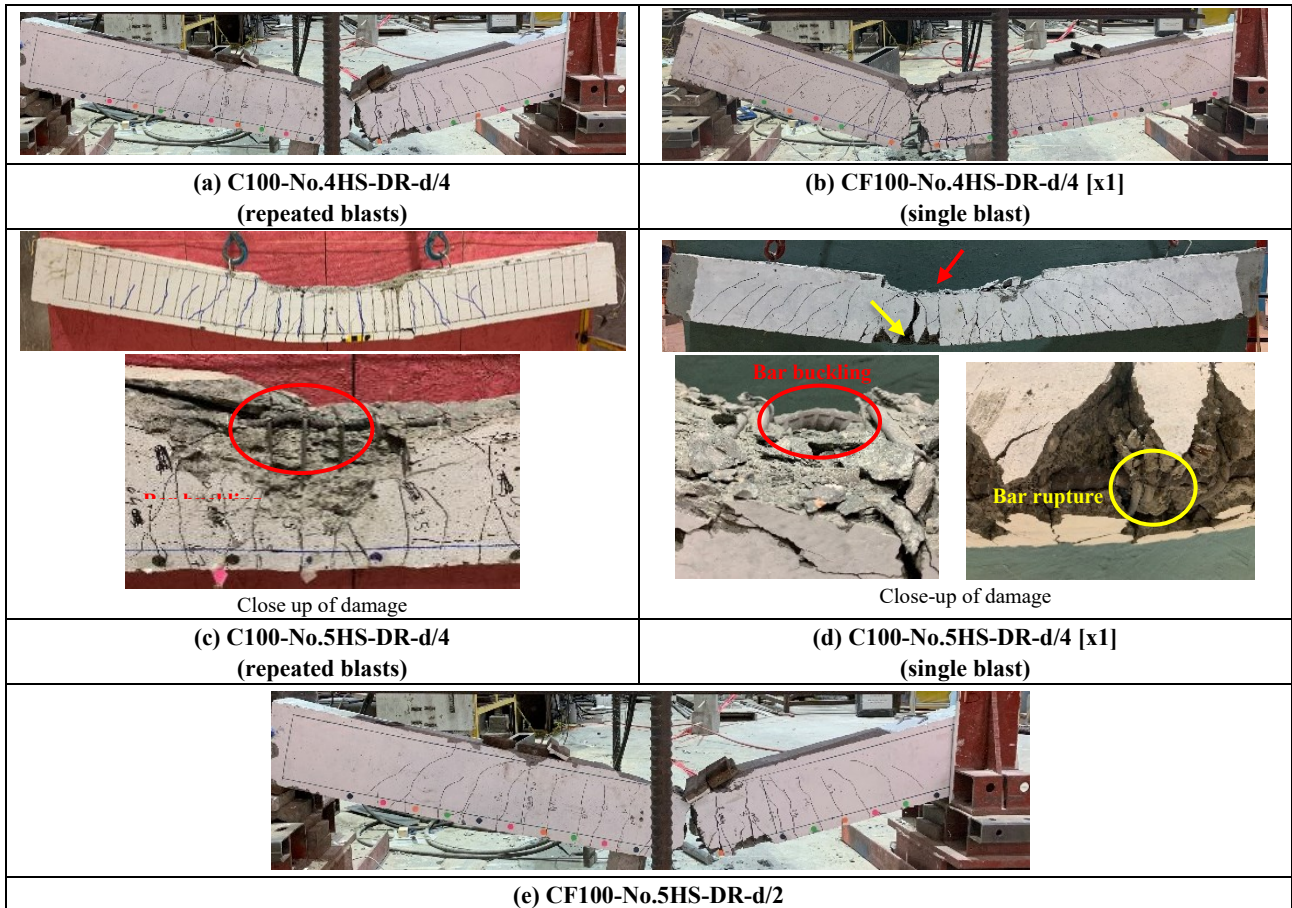 (a) C100-No.4HS-DR-d/4
(repeated blasts)
(b) CF100-No.4HS-DR-d/4 [x1]
(single blast)
Close up of damage
(c) C100-No.5HS-DR-d/4
(repeated blasts)
Bar buckling
Bar rupture
Close-up of damage
(d) C100-No.5HS-DR-d/4 [x1]
(single blast)
(e) CF100-No.5HS-DR-d/2